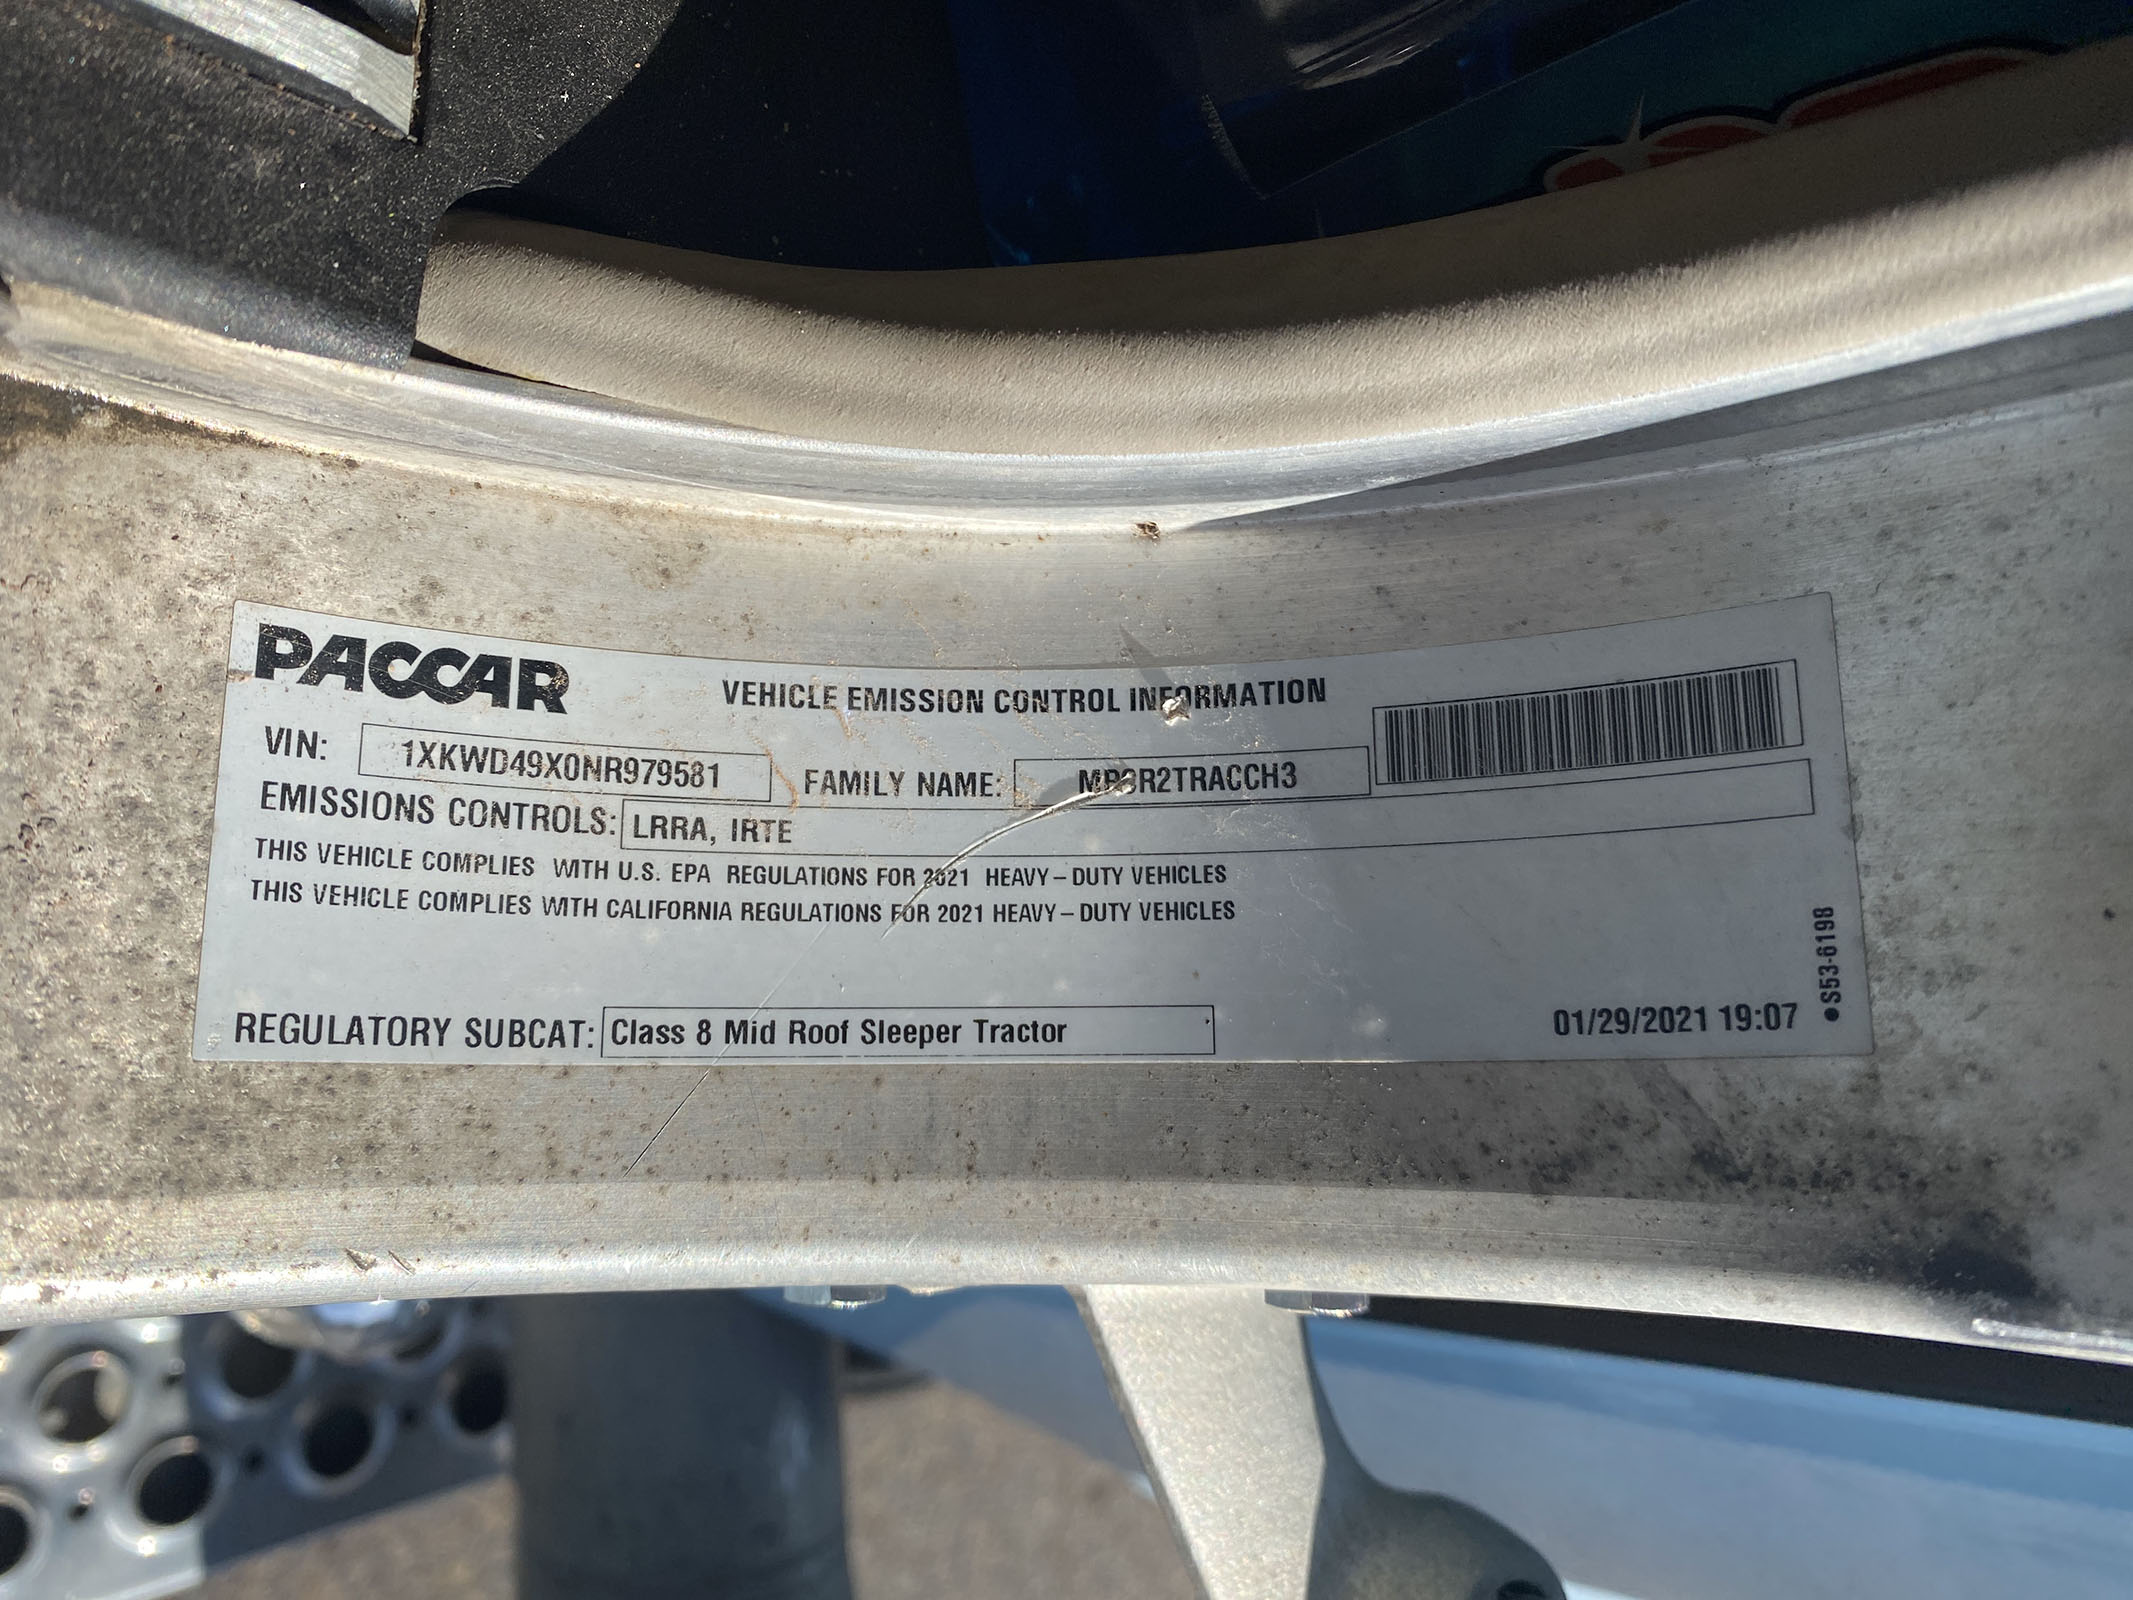 PACCAR
VEHICLE EMISSION CONTROL INFORMATION
VIN: 1XKWD49X0NR979581 FAMILY NAME: MPCR2TRACCH3
EMISSIONS CONTROLS: LRRA, IRTE
THIS VEHICLE COMPLIES WITH U.S. EPA REGULATIONS FOR 2021 HEAVY-DUTY VEHICLES
THIS VEHICLE COMPLIES WITH CALIFORNIA REGULATIONS FOR 2021 HEAVY-DUTY VEHICLES
REGULATORY SUBCAT: Class 8 Mid Roof Sleeper Tractor
01/29/2021 19:07
●S53-6198